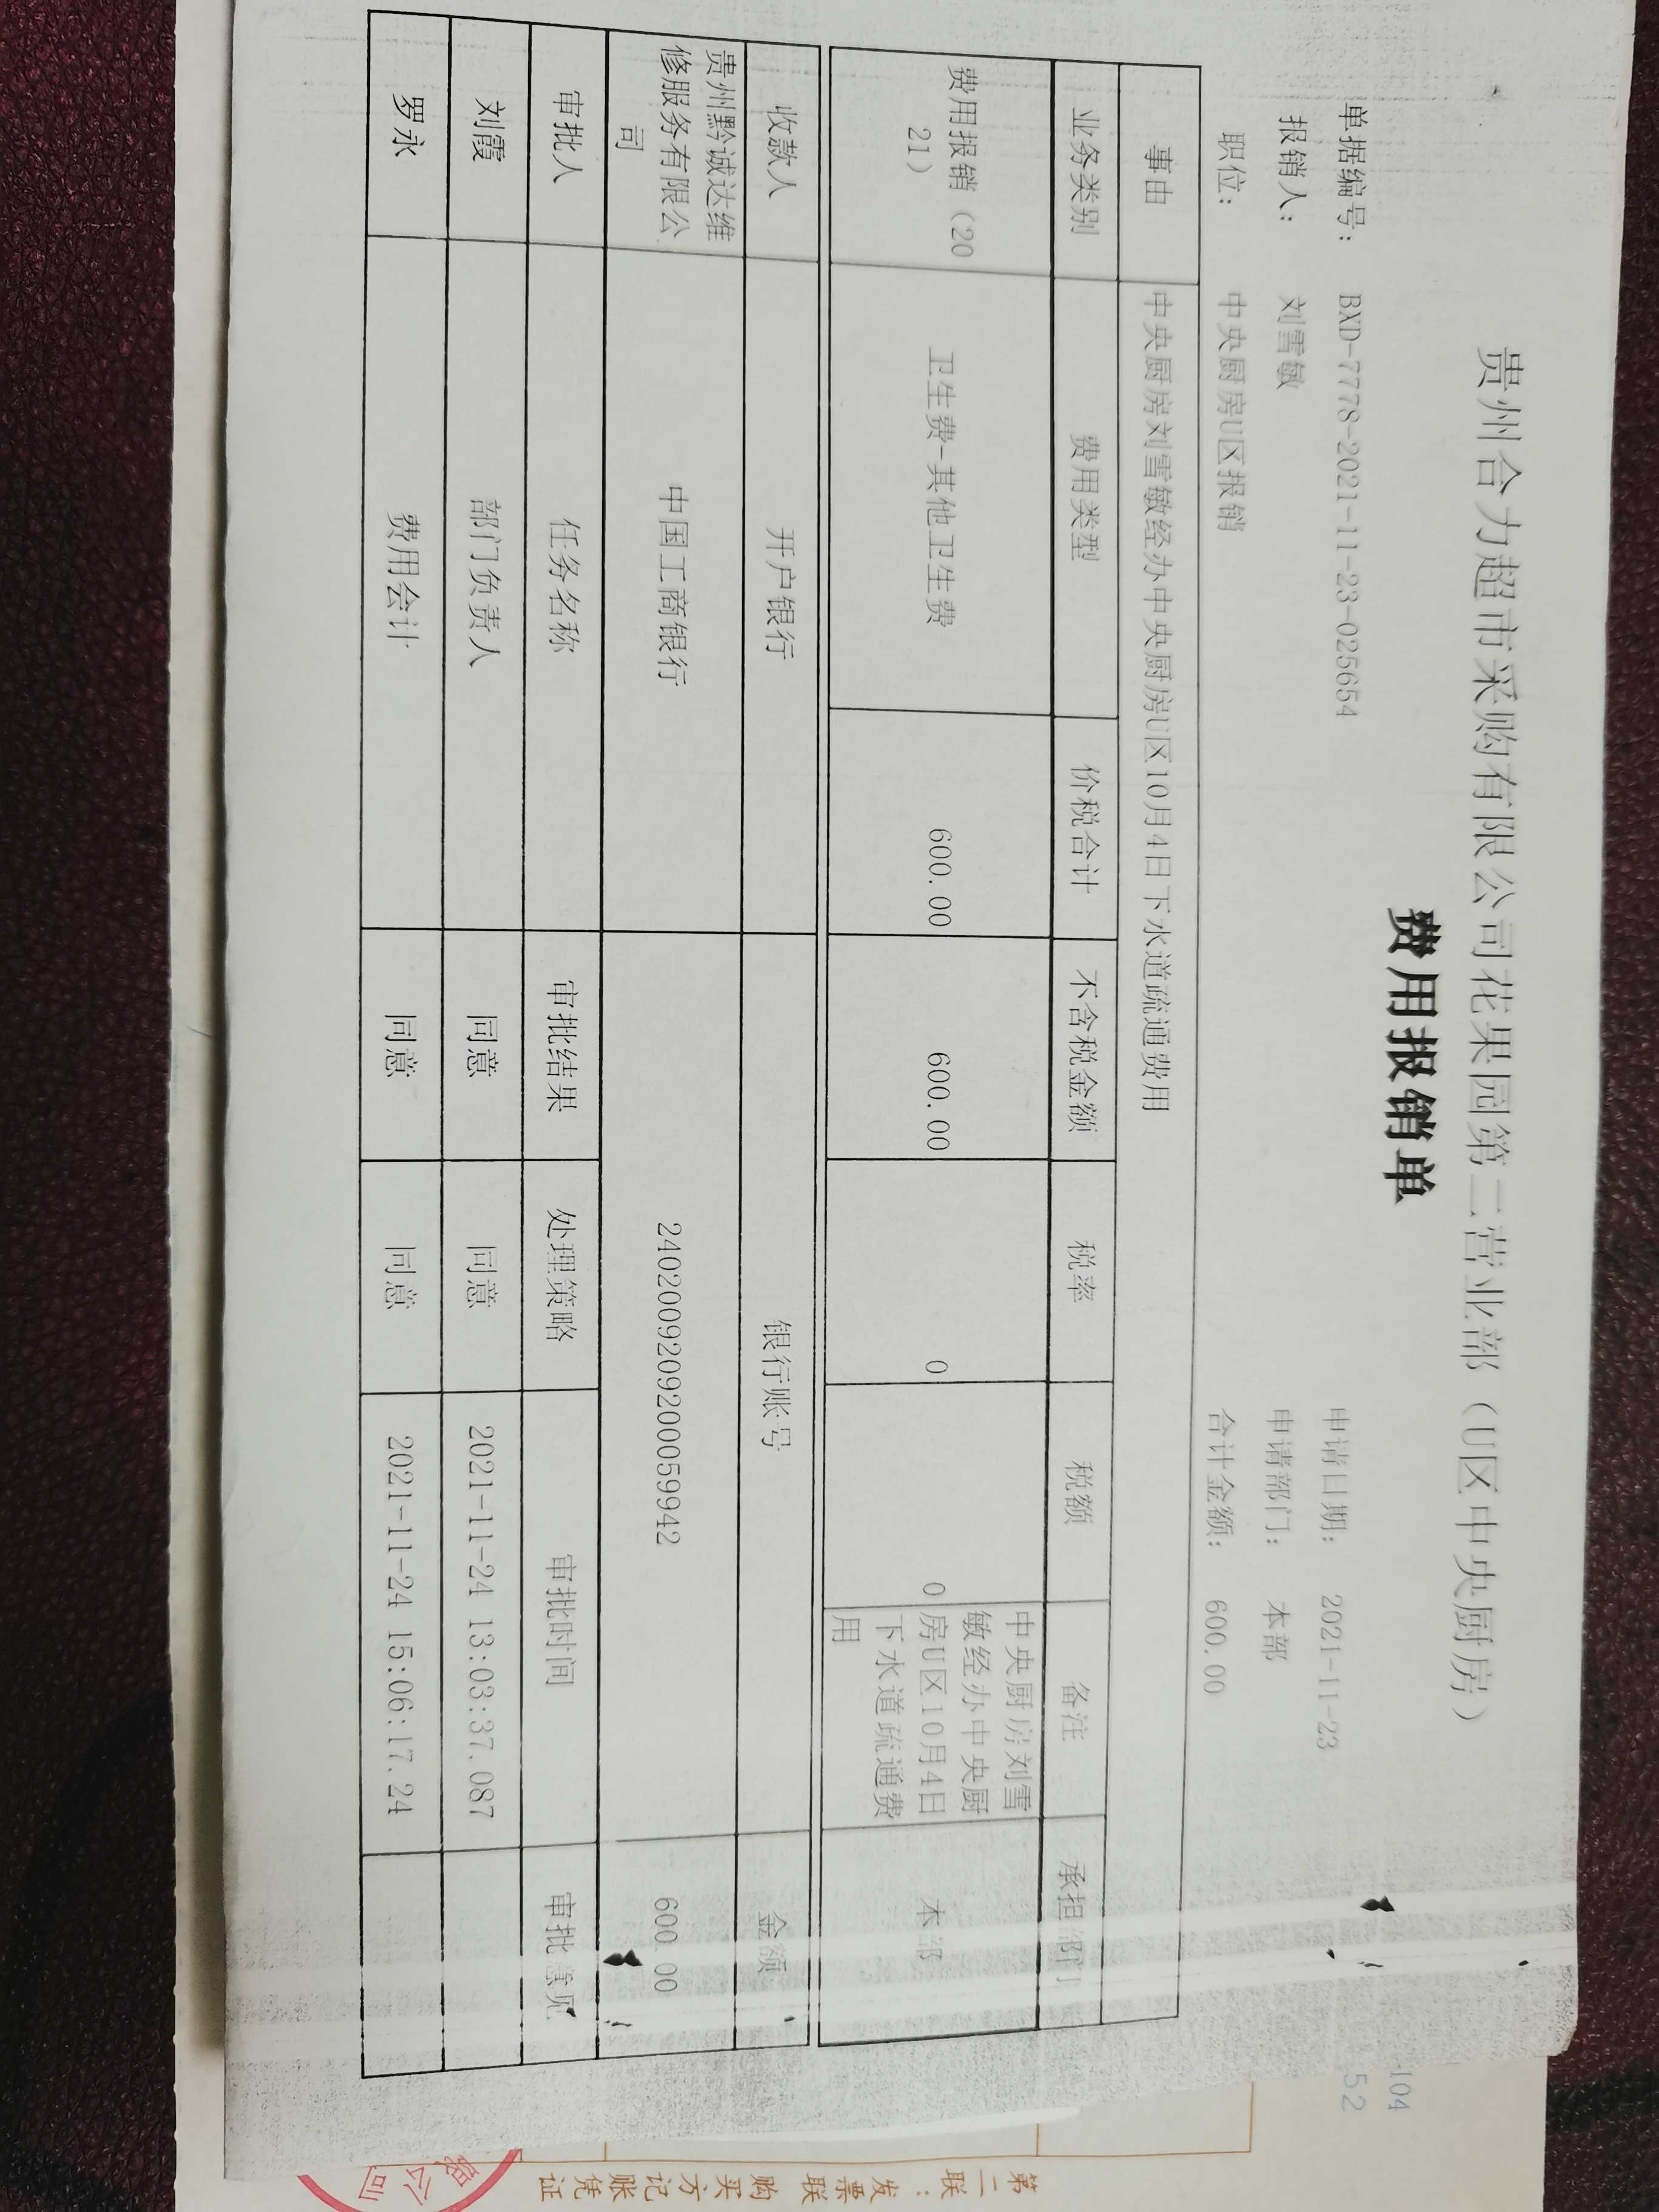 贵州合力超市采购有限公司花果园第二营业部（U区中央厨房）
费用报销单
单据编号： BXD-7778-2021-11-23-025654 申请日期： 2021-11-23
报销人： 刘雪敏 申请部门： 本部
职位： 中央厨房U区报销 合计金额： 600.00
事由 中央厨房刘雪敏经办中央厨房U区10月4日下水道疏通费用
业务类别 费用类型 价税合计 不含税金额 税率 税额 备注 承担部门
费用报销（20
21） 卫生费-其他卫生费 600.00 600.00 0 0 中央厨房刘雪
敏经办中央厨
房U区10月4日
下水道疏通费
用 本部
收款人 开户银行 银行账号 金额
贵州黔诚达维
修服务有限公
司 中国工商银行 2402009209200059942 600.00
审批人 任务名称 审批结果 处理策略 审批时间 审批意见
刘霞 部门负责人 同意 同意 2021-11-24 13:03:37.087
罗永 费用会计 同意 同意 2021-11-24 15:06:17.24
104
52
第二联：发票联 购买方记账凭证
公司